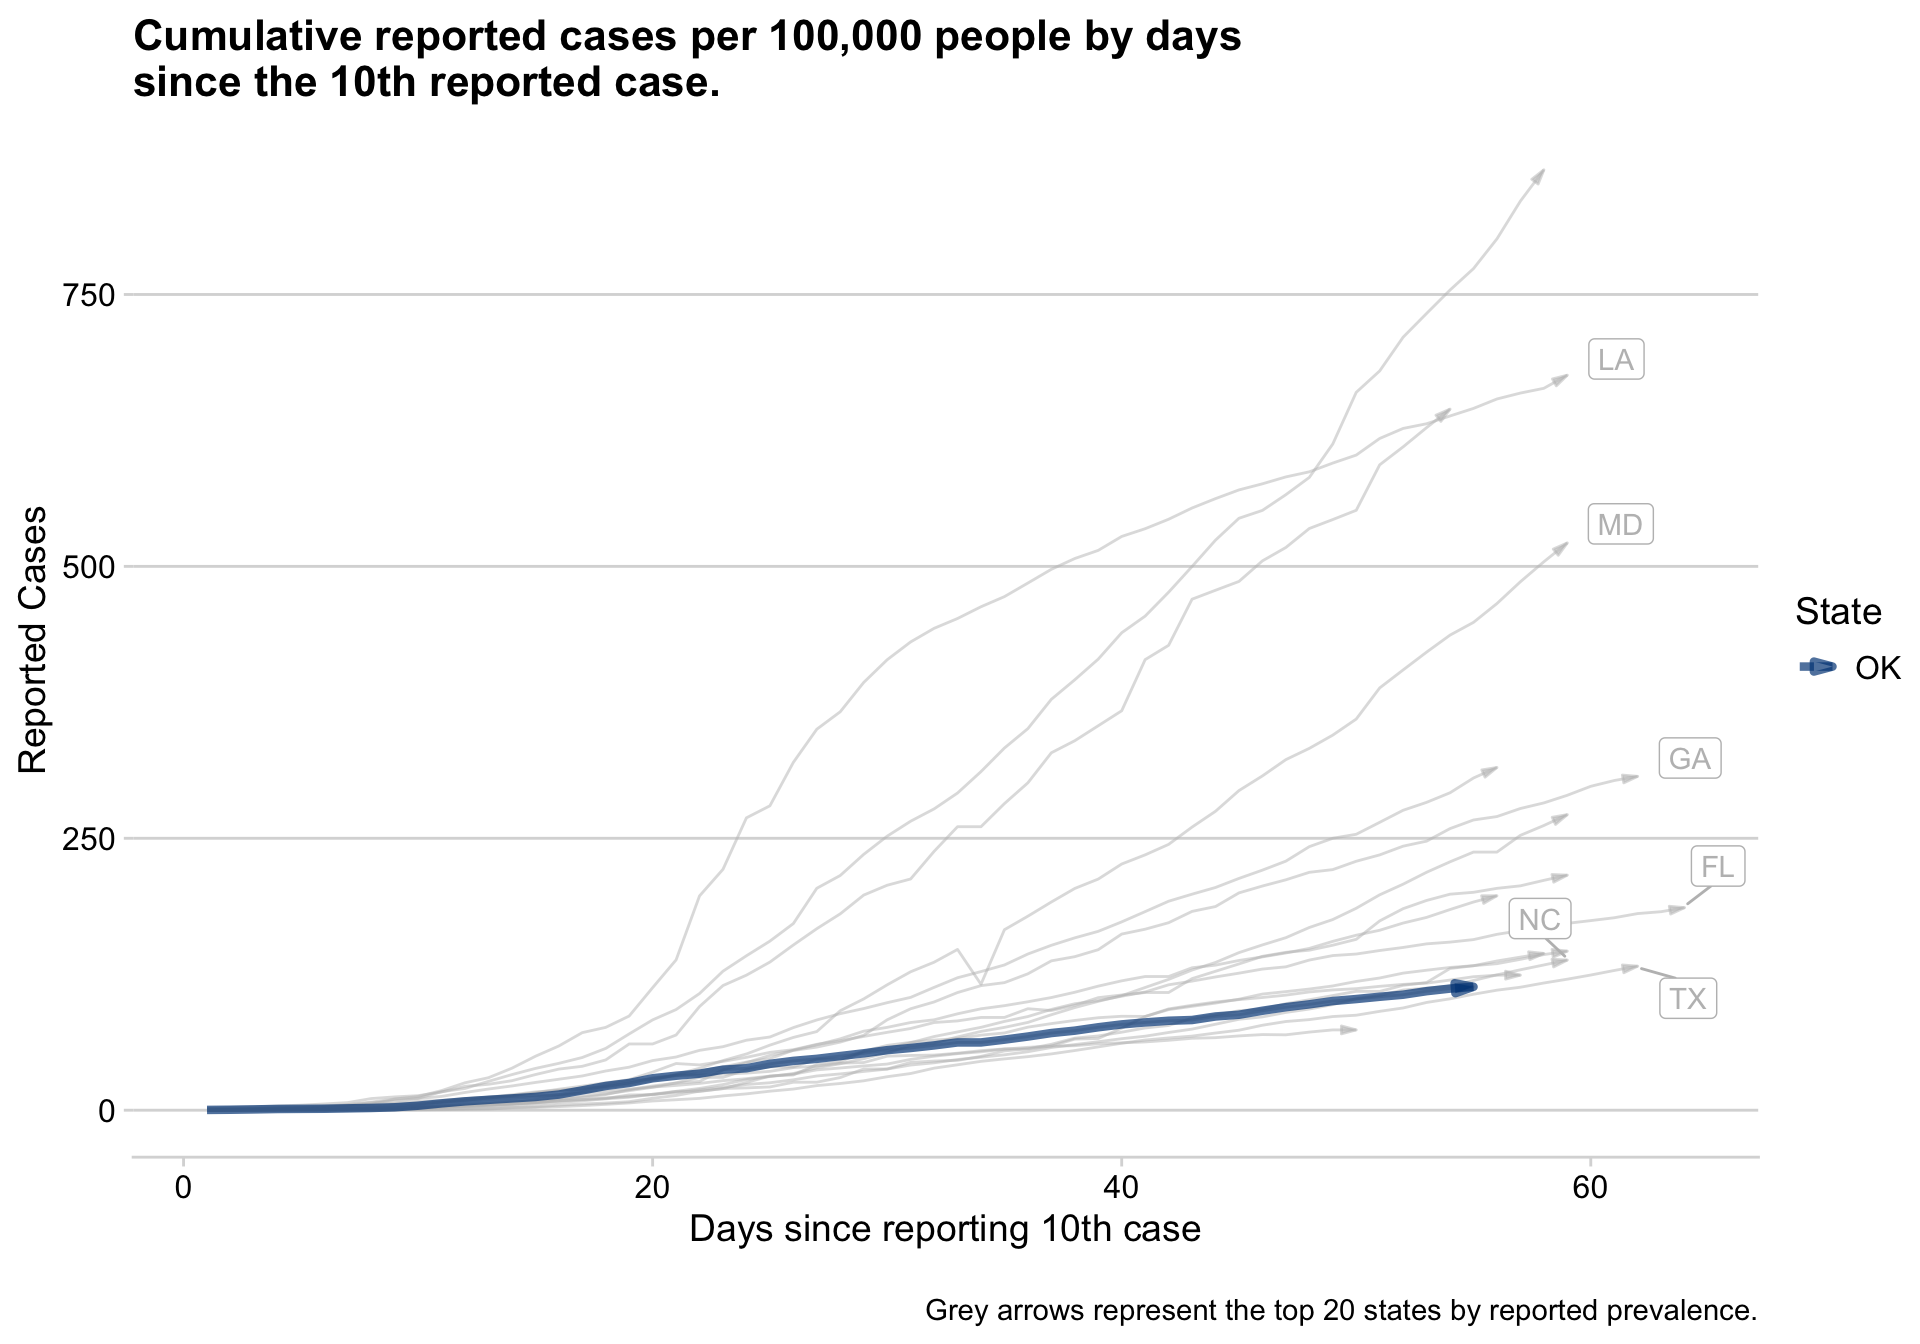 Cumulative reported cases per 100,000 people by days
since the 10th reported case.
750
500
250
0
Reported Cases
LA
MD
GA
FL
NC
TX
State
OK
0
20
40
60
Days since reporting 10th case
Grey arrows represent the top 20 states by reported prevalence.